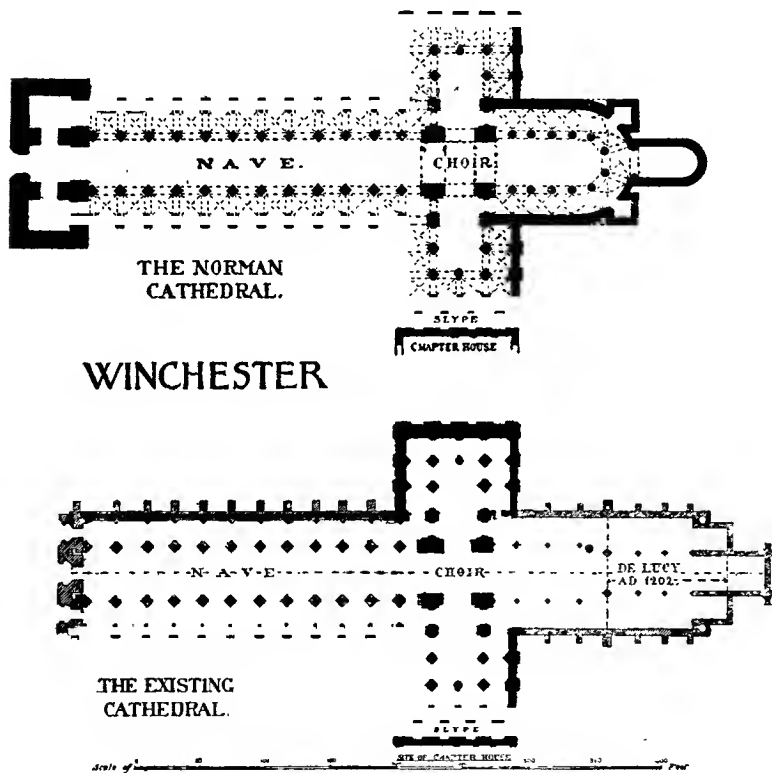 NAVE.
CHOIR
THE NORMAN
CATHEDRAL.
SLYPE
CHAPTER HOUSE
WINCHESTER
NAVE
CHOIR
DE LUCY
AD 1202
THE EXISTING
CATHEDRAL.
SLYPE
SITE OF CHAPTER HOUSE
Scale of
Feet